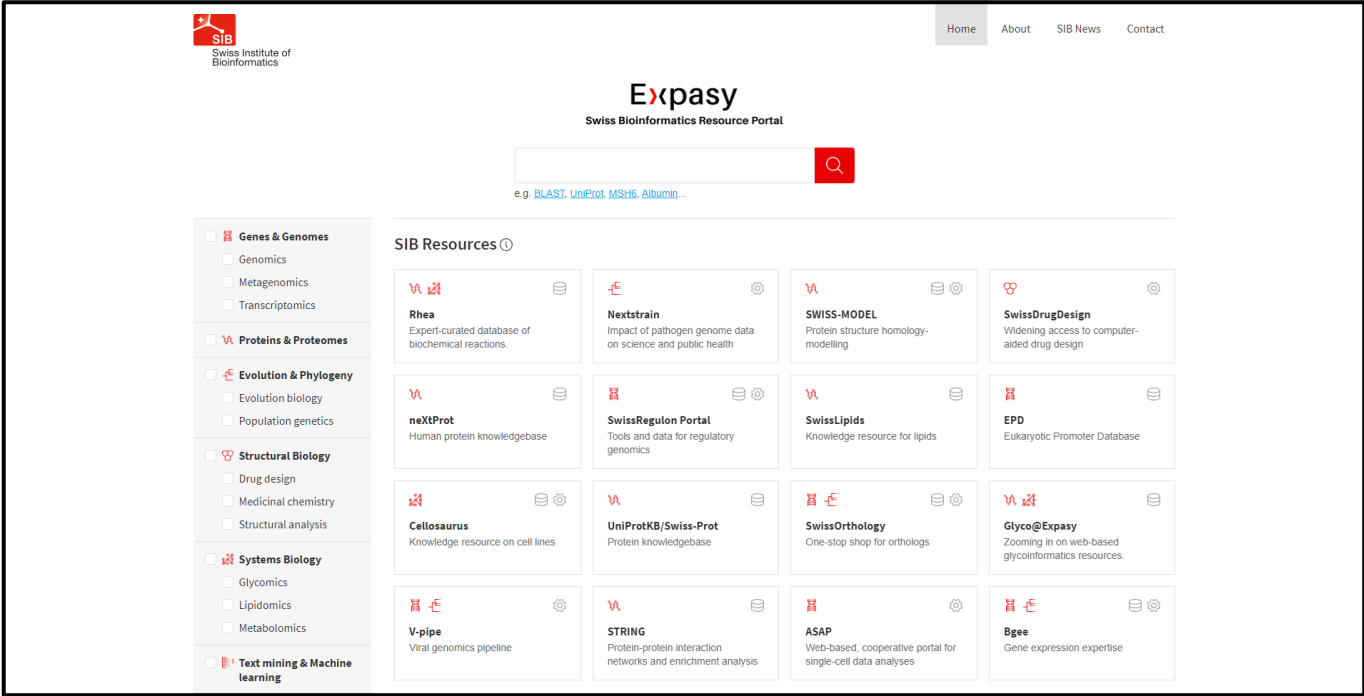 SIB
Swiss Institute of
Bioinformatics
Home About SIB News Contact
Expasy
Swiss Bioinformatics Resource Portal
e.g. BLAST, UniProt, MSH6, Albumin...
Genes & Genomes
Genomics
Metagenomics
Transcriptomics
Proteins & Proteomes
Evolution & Phylogeny
Evolution biology
Population genetics
Structural Biology
Drug design
Medicinal chemistry
Structural analysis
Systems Biology
Glycomics
Lipidomics
Metabolomics
Text mining & Machine
learning
SIB Resources
Rhea
Expert-curated database of
biochemical reactions.
Nextstrain
Impact of pathogen genome data
on science and public health
SWISS-MODEL
Protein structure homology-
modelling
SwissDrugDesign
Widening access to computer-
aided drug design
neXtProt
Human protein knowledgebase
SwissRegulon Portal
Tools and data for regulatory
genomics
SwissLipids
Knowledge resource for lipids
EPD
Eukaryotic Promoter Database
Cellosaurus
Knowledge resource on cell lines
UniProtKB/Swiss-Prot
Protein knowledgebase
SwissOrthology
One-stop shop for orthologs
Glyco@Expasy
Zooming in on web-based
glycoinformatics resources.
V-pipe
Viral genomics pipeline
STRING
Protein-protein interaction
networks and enrichment analysis
ASAP
Web-based, cooperative portal for
single-cell data analyses
Bgee
Gene expression expertise